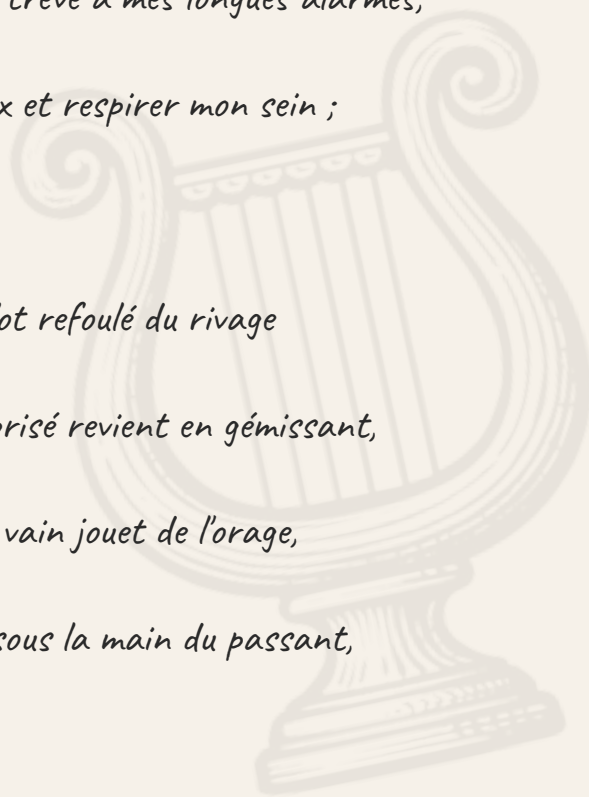 trêve à mes longues alarmes,
et respirer mon sein ;
refoulé du rivage
revient en gémissant,
vain jouet de l'orage,
sous la main du passant,